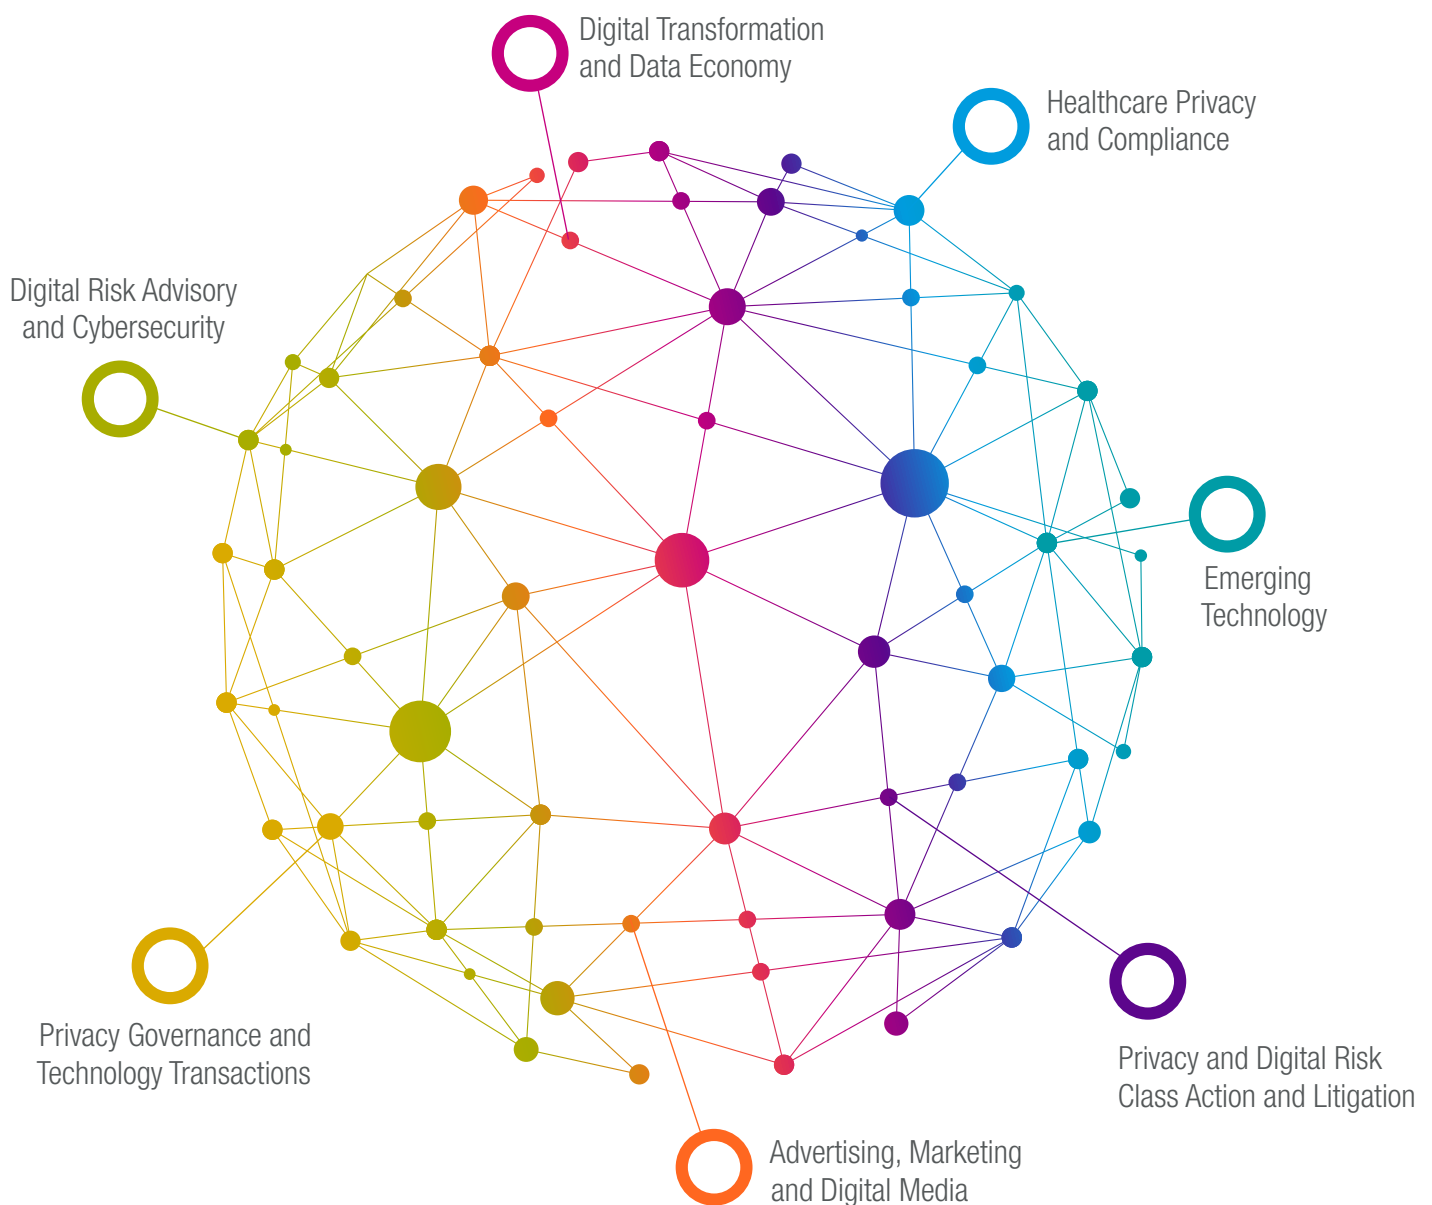 Digital Transformation
and Data Economy
Healthcare Privacy
and Compliance
Digital Risk Advisory
and Cybersecurity
Emerging
Technology
Privacy Governance and
Technology Transactions
Privacy and Digital Risk
Class Action and Litigation
Advertising, Marketing
and Digital Media